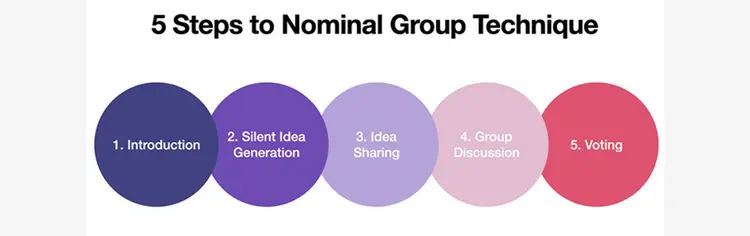 5 Steps to Nominal Group Technique
1. Introduction
2. Silent Idea
Generation
3. Idea
Sharing
4. Group
Discussion
5. Voting